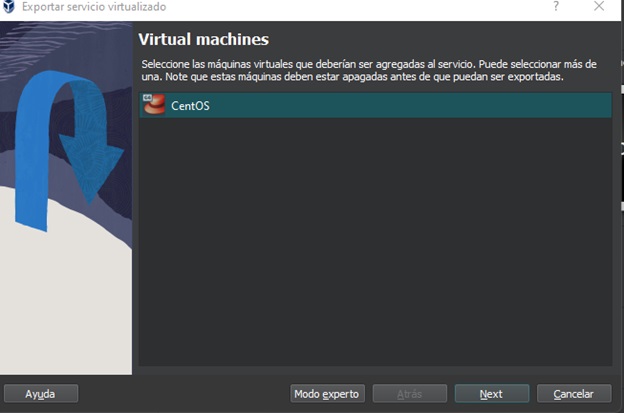 Exportar servicio virtualizado
?
Virtual machines
Seleccione las máquinas virtuales que deberían ser agregadas al servicio. Puede seleccionar más de
una. Note que estas máquinas deben estar apagadas antes de que puedan ser exportadas.
64
CentOS
Ayuda Modo experto Atrás Next Cancelar